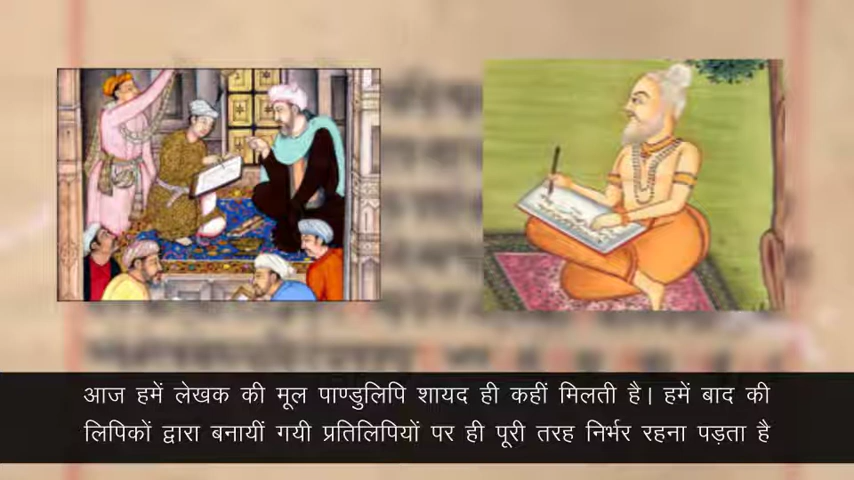 आज हमें लेखक की मूल पाण्डुलिपि शायद ही कहीं मिलती है। हमें बाद की
लिपिकों द्वारा बनायीं गयी प्रतिलिपियों पर ही पूरी तरह निर्भर रहना पड़ता है